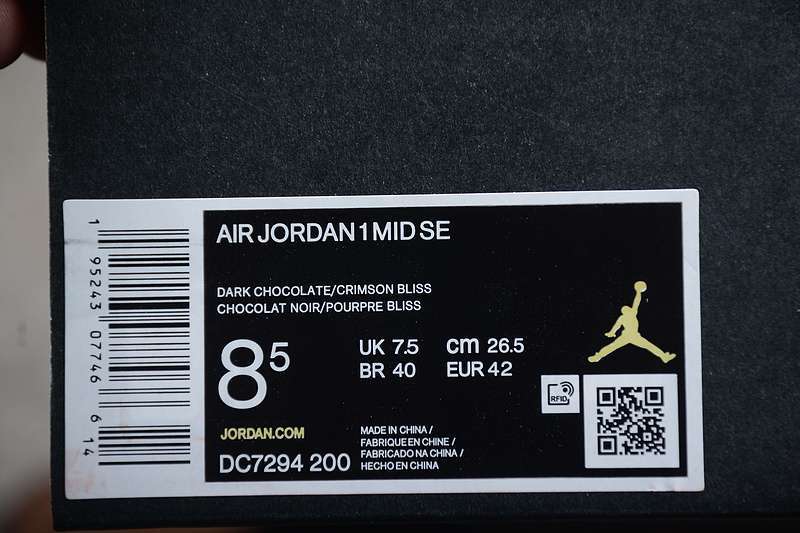 AIR JORDAN 1 MID SE
DARK CHOCOLATE/CRIMSON BLISS
CHOCOLAT NOIR/POURPRE BLISS
8 5
UK 7.5 cm 26.5
BR 40 EUR 42
RFID
JORDAN.COM
DC7294 200
MADE IN CHINA /
FABRIQUE EN CHINE /
FABRICADO NA CHINA /
HECHO EN CHINA
1 95243 07746 6 14